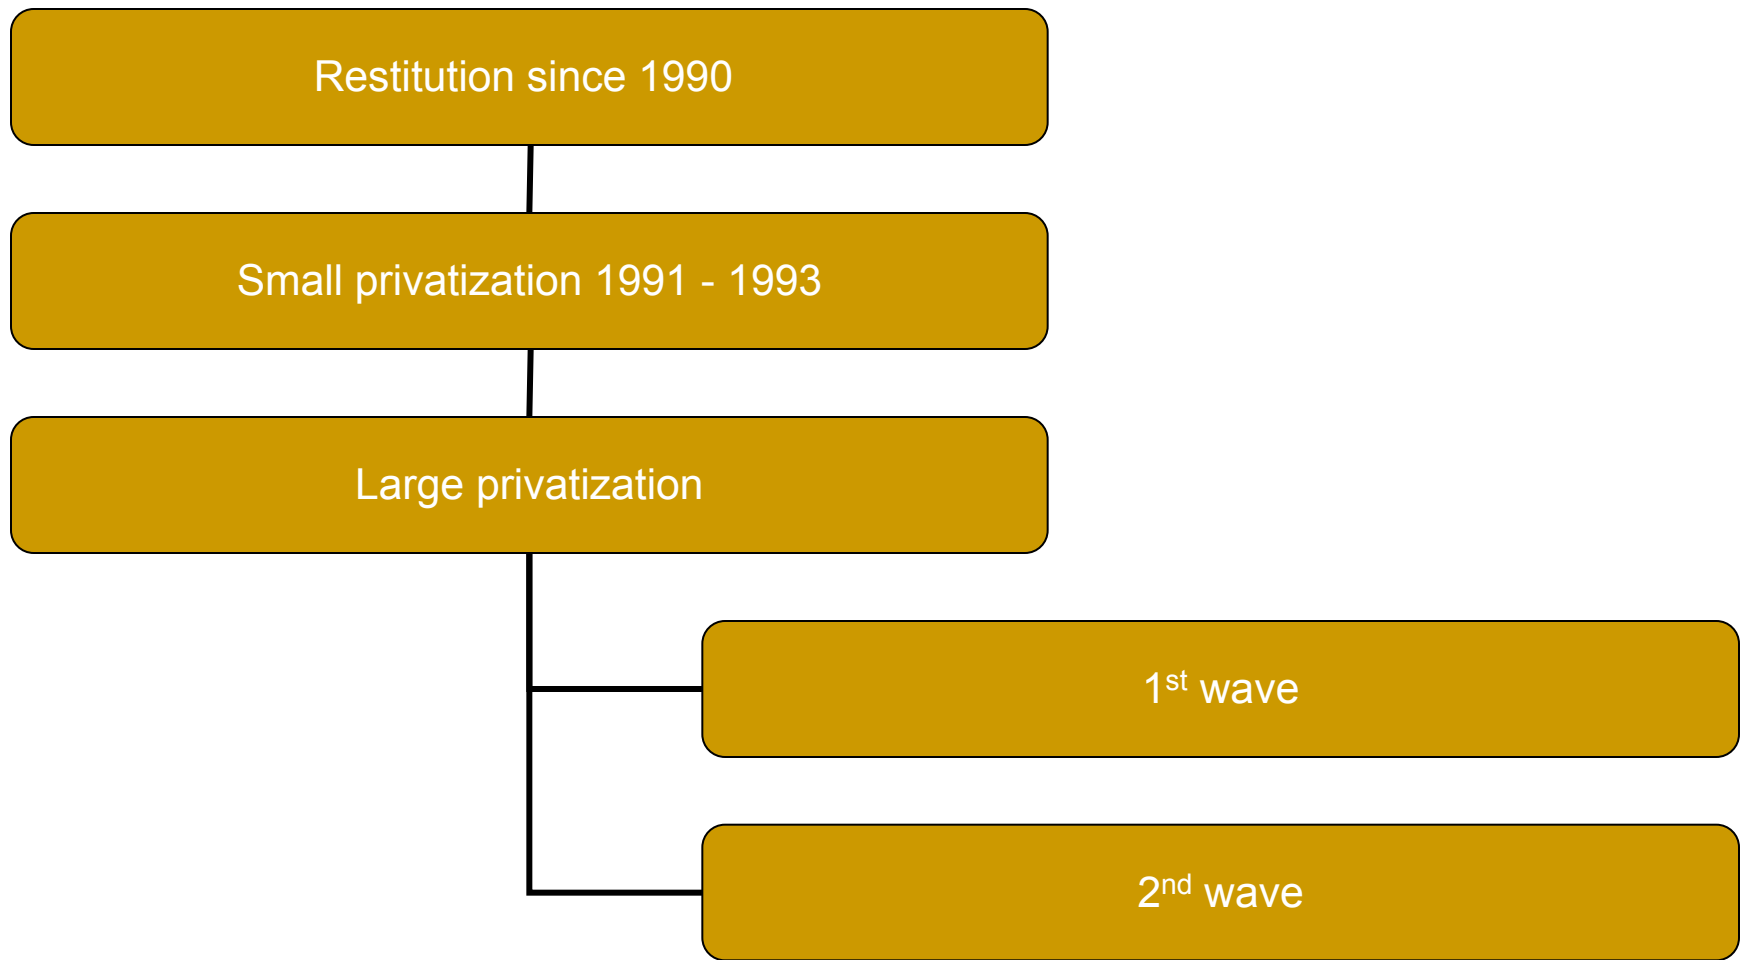 Restitution since 1990
Small privatization 1991 - 1993
Large privatization
1st wave
2nd wave